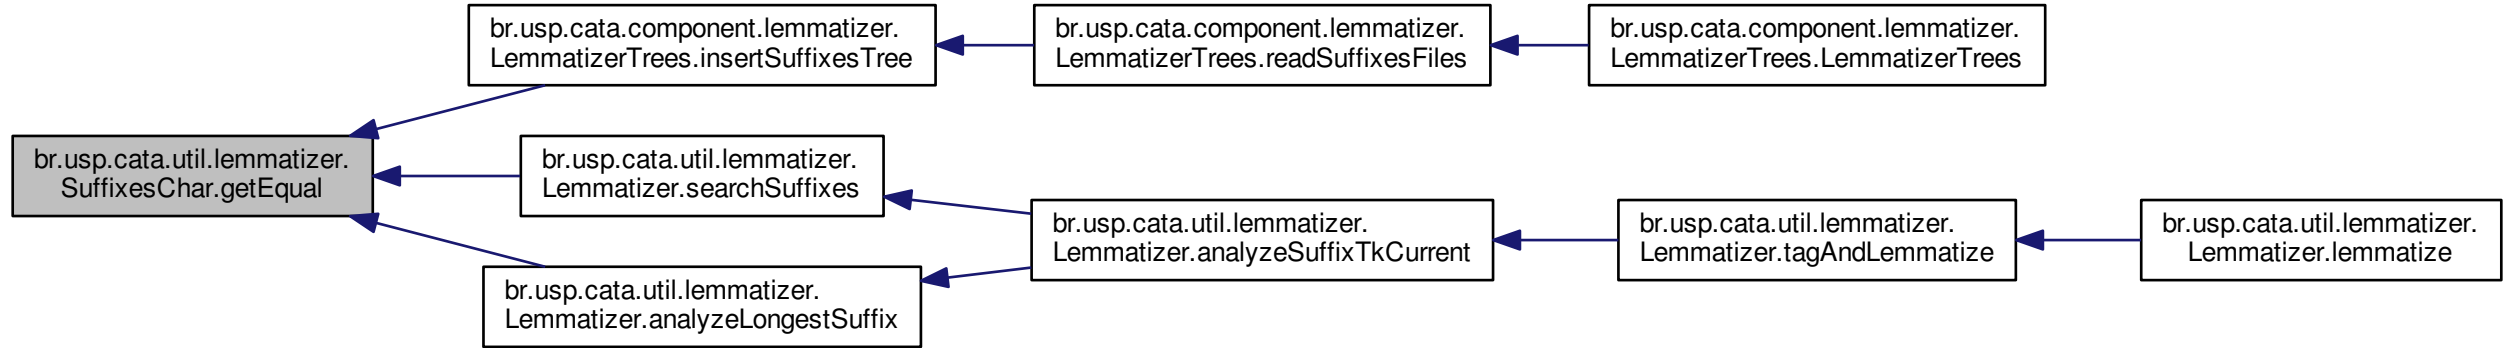 br.usp.cata.util.lemmatizer.
SuffixesChar.getEqual
br.usp.cata.component.lemmatizer.
LemmatizerTrees.insertSuffixesTree
br.usp.cata.component.lemmatizer.
LemmatizerTrees.readSuffixesFiles
br.usp.cata.component.lemmatizer.
LemmatizerTrees.LemmatizerTrees
br.usp.cata.util.lemmatizer.
Lemmatizer.searchSuffixes
br.usp.cata.util.lemmatizer.
Lemmatizer.analyzeLongestSuffix
br.usp.cata.util.lemmatizer.
Lemmatizer.analyzeSuffixTkCurrent
br.usp.cata.util.lemmatizer.
Lemmatizer.tagAndLemmatize
br.usp.cata.util.lemmatizer.
Lemmatizer.lemmatize